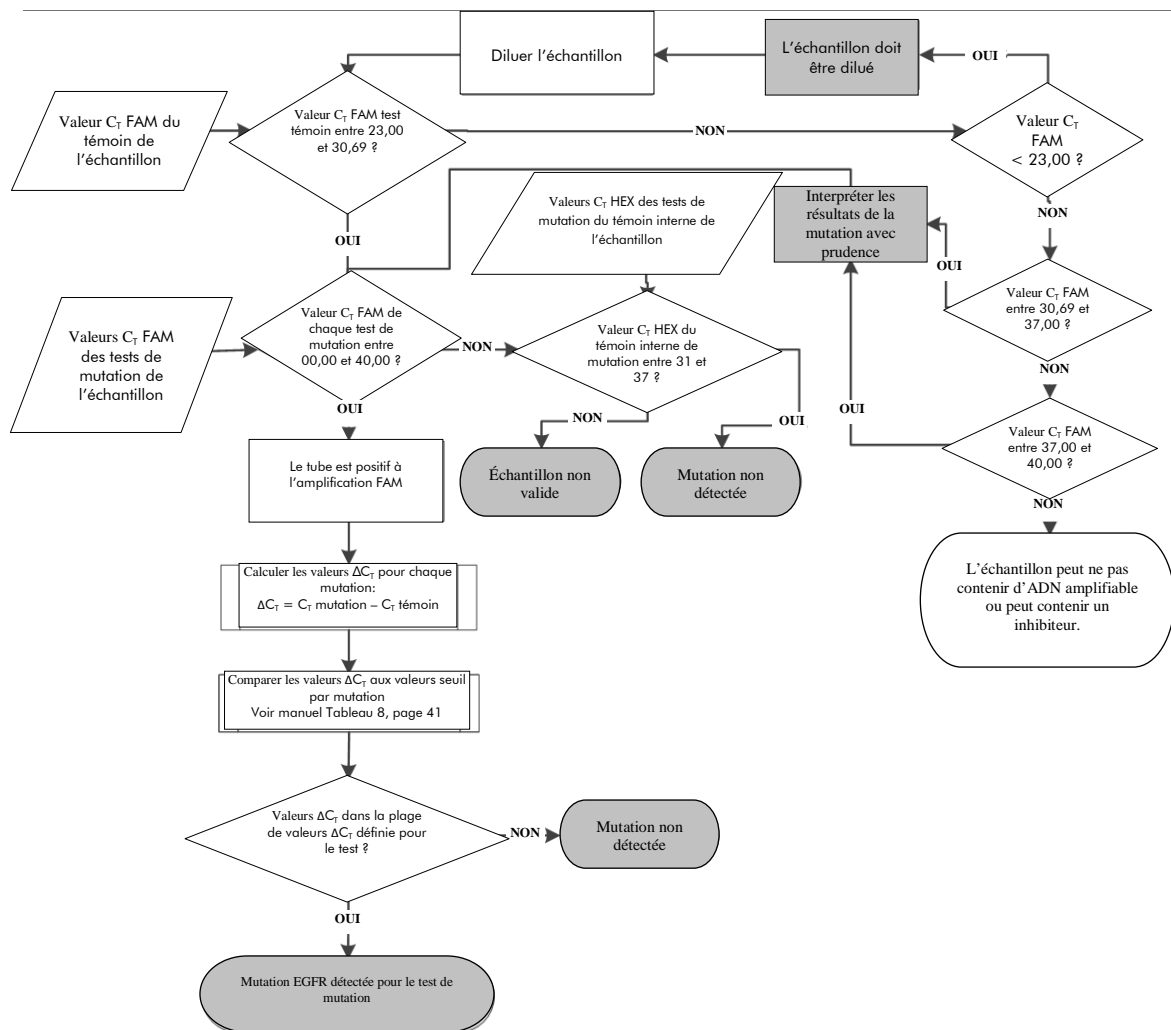 Diluer l'échantillon
L'échantillon doit
être dilué
OUI
Valeur CT FAM du
témoin de
l'échantillon
Valeur CT FAM test
témoin entre 23,00
et 30,69 ?
NON
Valeur CT
FAM
< 23,00 ?
OUI
NON
Valeurs CT HEX des tests de
mutation du témoin interne de
l'échantillon
Interpréter les
résultats de la
mutation avec
prudence
OUI
Valeurs CT FAM
des tests de
mutation de
l'échantillon
Valeur CT FAM de
chaque test de
mutation entre
00,00 et 40,00 ?
NON
Valeur CT HEX du
témoin interne de
mutation entre 31 et
37 ?
Valeur CT FAM
entre 30,69 et
37,00 ?
NON
OUI
NON
OUI
OUI
Valeur CT FAM
entre 37,00 et
40,00 ?
NON
Le tube est positif à
l'amplification FAM
Échantillon non
valide
Mutation non
détectée
L'échantillon peut ne pas
contenir d'ADN amplifiable
ou peut contenir un
inhibiteur.
Calculer les valeurs ΔCT pour chaque
mutation:
ΔCT = CT mutation – CT témoin
Comparer les valeurs ΔCT aux valeurs seuil
par mutation
Voir manuel Tableau 8, page 41
Valeurs ΔCT dans la plage
de valeurs ΔCT définie pour
le test ?
NON
Mutation non
détectée
OUI
Mutation EGFR détectée pour le test de
mutation